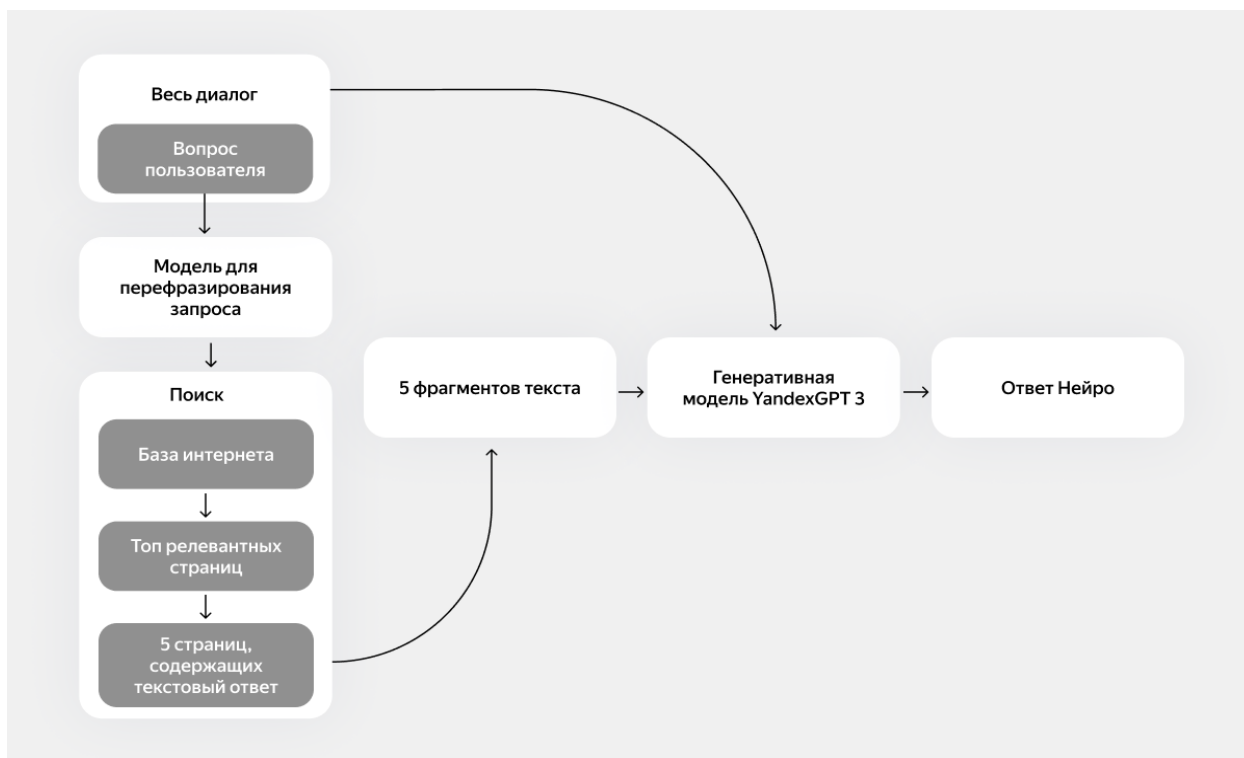 Весь диалог
Вопрос
пользователя
Модель для
перефразирования
запроса
Поиск
База интернета
Топ релевантных
страниц
5 страниц,
содержащих
текстовый ответ
5 фрагментов текста
Генеративная
модель YandexGPT 3
Ответ Нейро